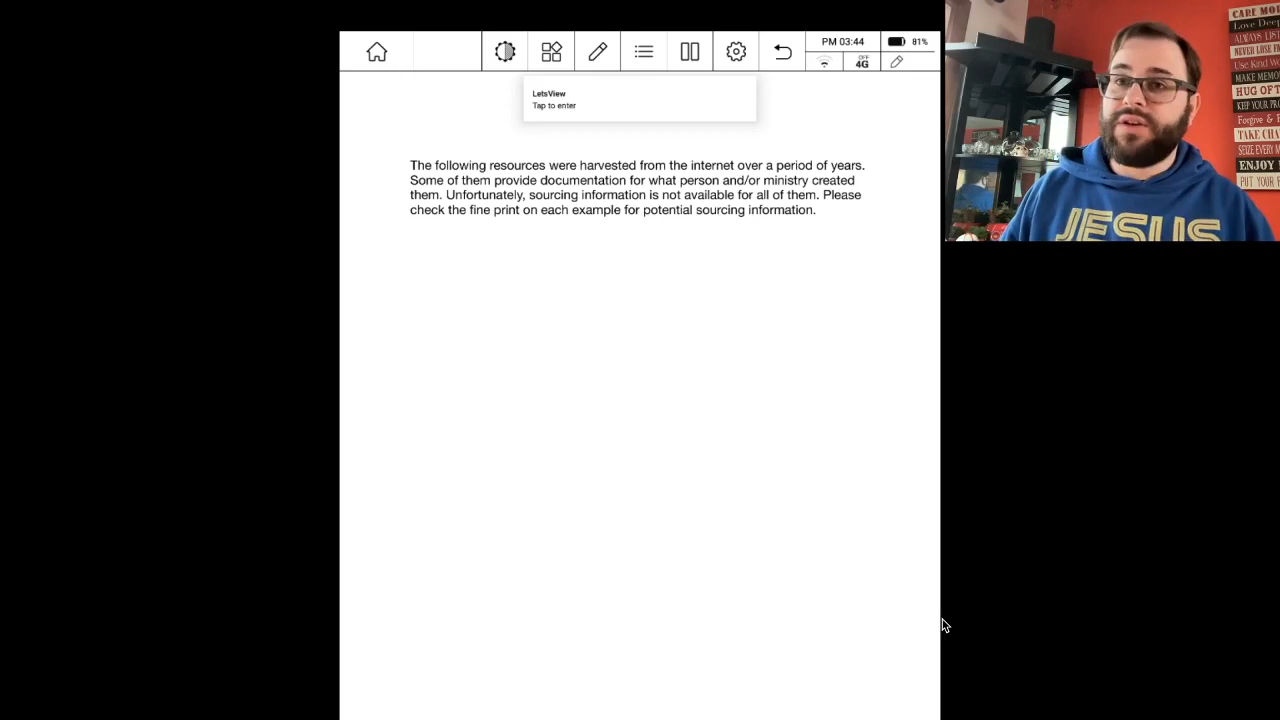 PM 03:44
81%
OFF
4G
LetsView
Tap to enter
The following resources were harvested from the internet over a period of years.
Some of them provide documentation for what person and/or ministry created
them. Unfortunately, sourcing information is not available for all of them. Please
check the fine print on each example for potential sourcing information.
CARE MO
Love Deep
ALWAYS LIST
NEVER LOSE
Use Kind W
MAKE MEMO
HUG OFT
KEEP YOUR PR
Forgive & F
TAKE CHA
SEIZE EVERY M
ENJOY
PUT YOUR F
JESUS